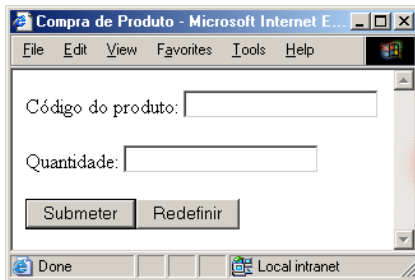 Compra de Produto - Microsoft Internet E...
File Edit View Favorites Tools Help
Código do produto:
Quantidade:
Submeter Redefinir
Done Local intranet